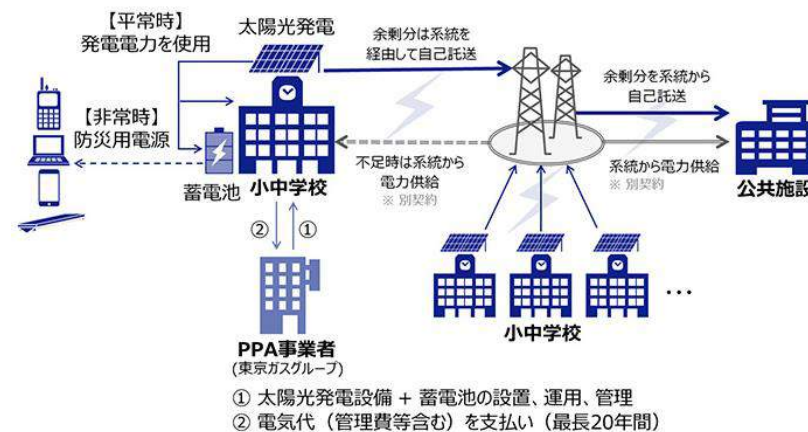 【平常時】
発電電力を使用
太陽光発電
余剰分は系統を
経由して自己託送
余剰分を系統から
自己託送
【非常時】
防災用電源
蓄電池
小中学校
不足時は系統から
電力供給
※ 別契約
系統から電力供給
※ 別契約
公共施設
② ①
小中学校
…
PPA事業者
(東京ガスグループ)
① 太陽光発電設備 + 蓄電池の設置、運用、管理
② 電気代（管理費等含む）を支払い（最長20年間）